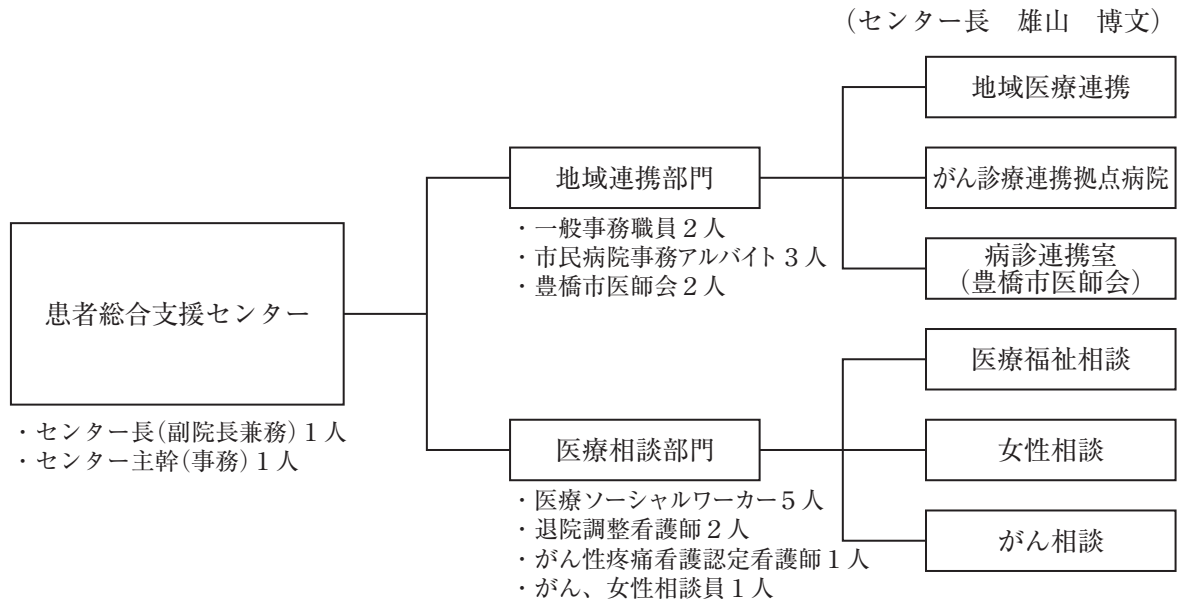 (センター長 雄山 博文)
患者総合支援センター
・センター長(副院長兼務)1人
・センター主幹(事務)1人
地域連携部門
・一般事務職員2人
・市民病院事務アルバイト3人
・豊橋市医師会2人
地域医療連携
がん診療連携拠点病院
病診連携室
(豊橋市医師会)
医療相談部門
・医療ソーシャルワーカー5人
・退院調整看護師2人
・がん性疼痛看護認定看護師1人
・がん、女性相談員1人
医療福祉相談
女性相談
がん相談